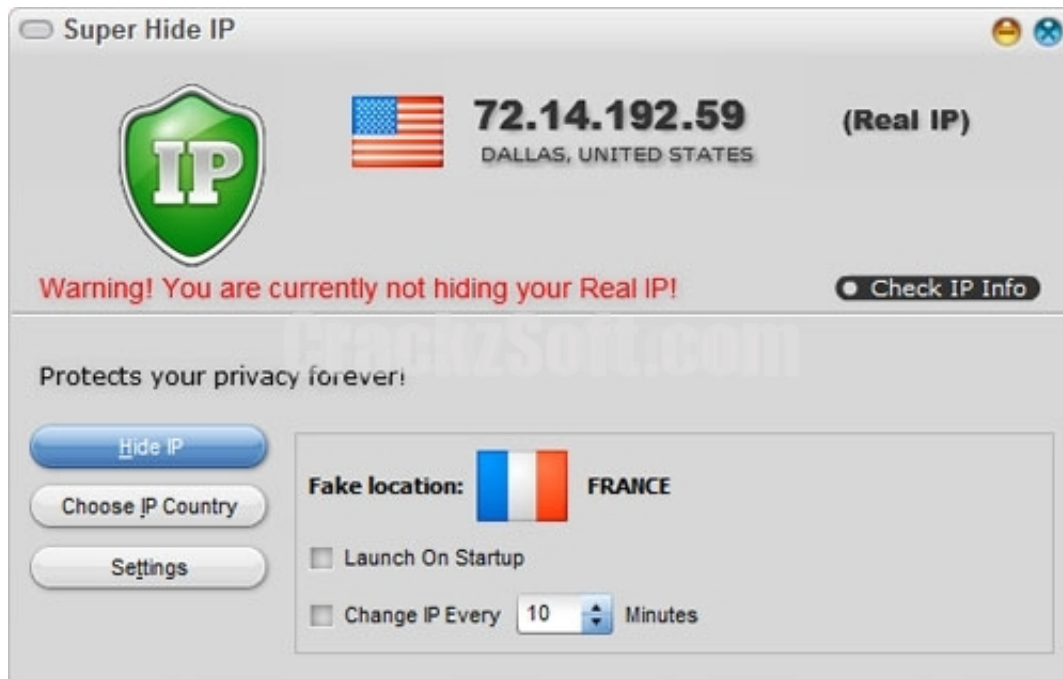 Super Hide IP
IP
72.14.192.59
(Real IP)
DALLAS, UNITED STATES
Warning! You are currently not hiding your Real IP!
Check IP Info
CrackzSoft.com
Protects your privacy forever!
Hide IP
Choose IP Country
Settings
Fake location:
FRANCE
Launch On Startup
Change IP Every 10 Minutes